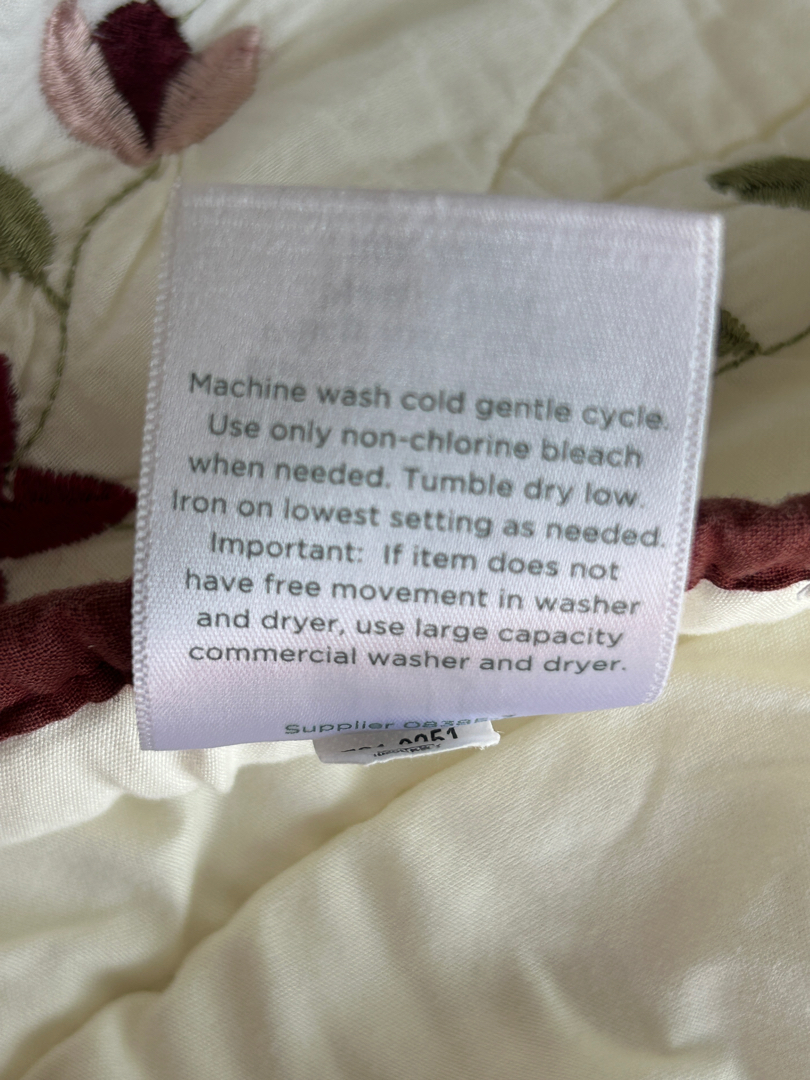 Machine wash cold gentle cycle.
Use only non-chlorine bleach
when needed. Tumble dry low.
Iron on lowest setting as needed.
Important: If item does not
have free movement in washer
and dryer, use large capacity
commercial washer and dryer.
Supplier